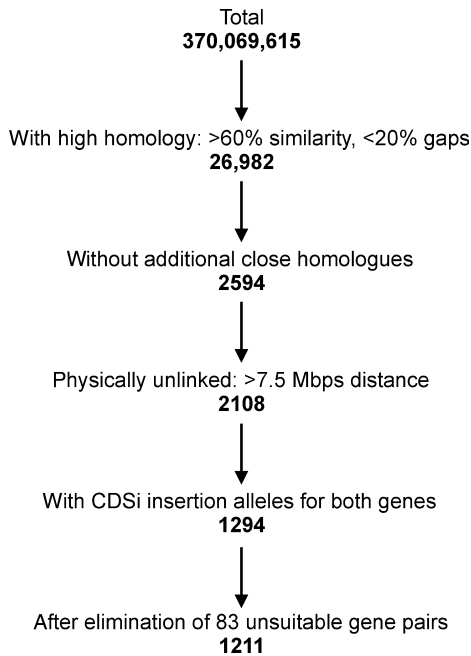 Total
370,069,615
With high homology: >60% similarity, <20% gaps
26,982
Without additional close homologues
2594
Physically unlinked: >7.5 Mbps distance
2108
With CDSi insertion alleles for both genes
1294
After elimination of 83 unsuitable gene pairs
1211